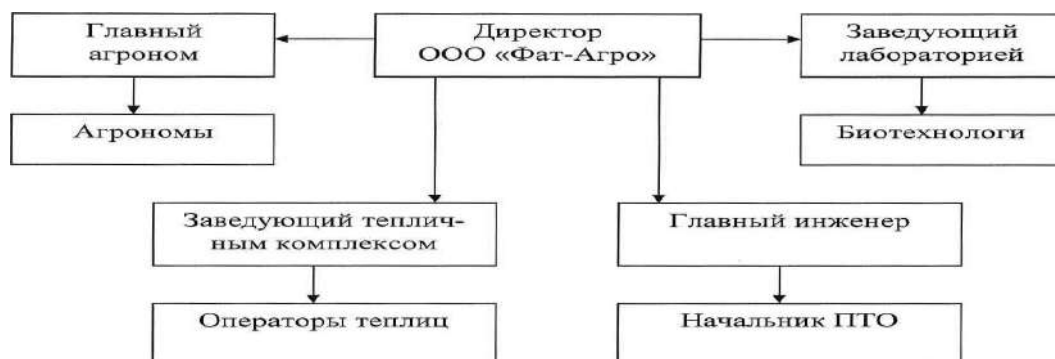 Главный
агроном
Директор
ООО «Фат-Агро»
Заведующий
лабораторией
Агрономы
Биотехнологи
Заведующий теплич-
ным комплексом
Главный инженер
Операторы теплиц
Начальник ПТО